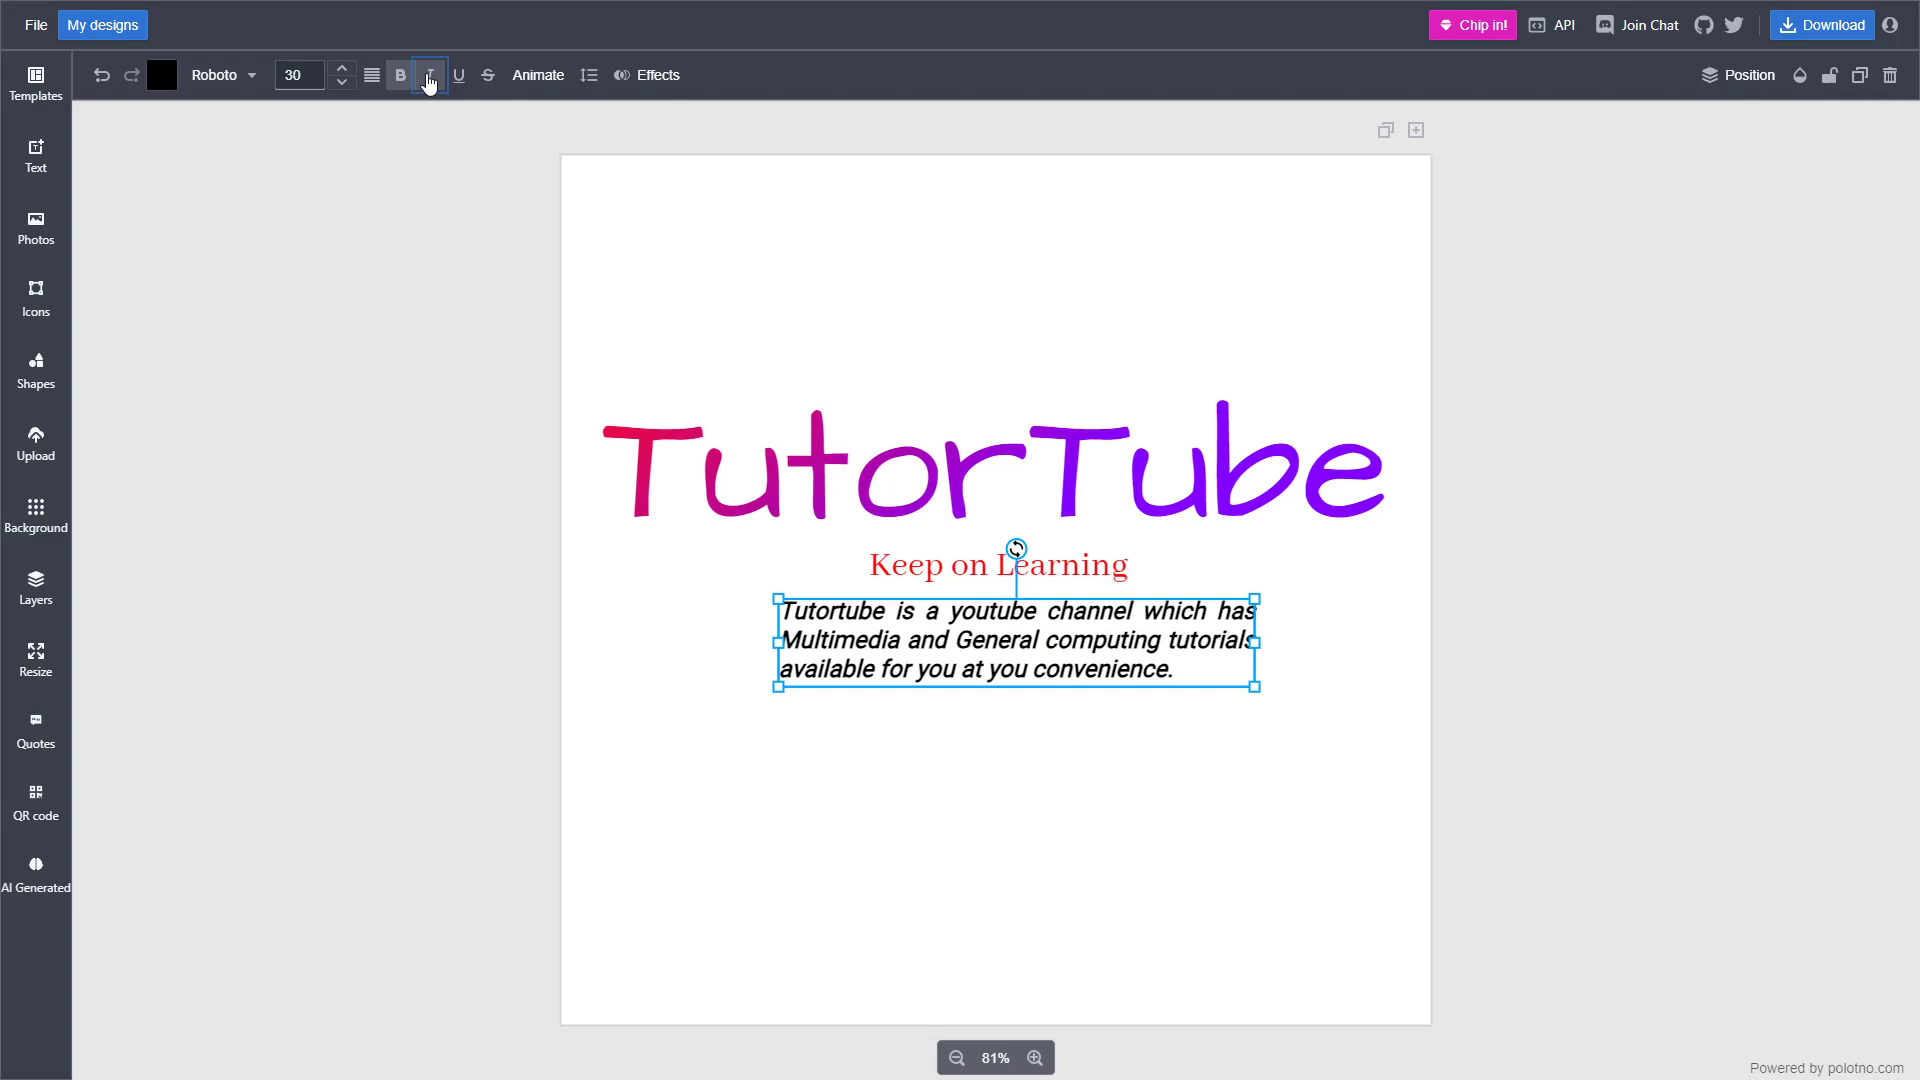 File My designs Chip in! API Join Chat Download
Roboto 30 B I U S Animate Effects Position
Templates
Text
Photos
Icons
Shapes
Upload
Background
Layers
Resize
Quotes
QR code
AI Generated
TutorTube
Keep on Learning
Tutortube is a youtube channel which has
Multimedia and General computing tutorials
available for you at you convenience.
81%
Powered by polotno.com